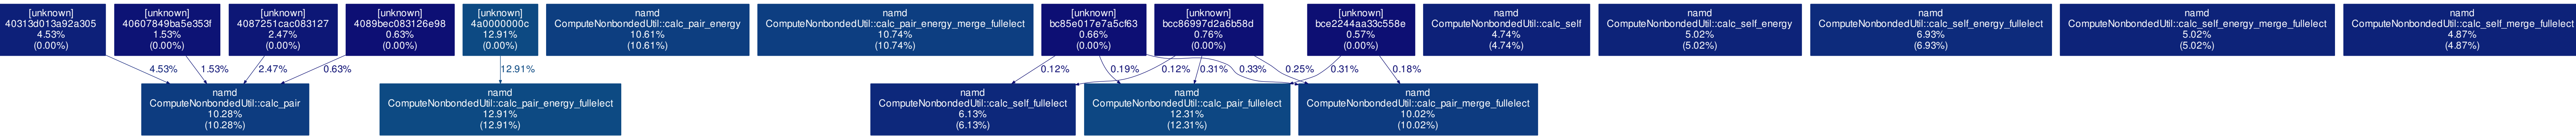 [unknown]
40313d013a92a305
4.53%
(0.00%)
[unknown]
40607849ba5e353f
1.53%
(0.00%)
[unknown]
4087251cac083127
2.47%
(0.00%)
[unknown]
4089bec083126e98
0.63%
(0.00%)
[unknown]
4a0000000c
12.91%
(0.00%)
namd
ComputeNonbondedUtil::calc_pair_energy
10.61%
(10.61%)
namd
ComputeNonbondedUtil::calc_pair_energy_merge_fullelect
10.74%
(10.74%)
[unknown]
bc85e017e7a5cf63
0.66%
(0.00%)
[unknown]
bcc86997d2a6b58d
0.76%
(0.00%)
[unknown]
bce2244aa33c558e
0.57%
(0.00%)
namd
ComputeNonbondedUtil::calc_self
4.74%
(4.74%)
namd
ComputeNonbondedUtil::calc_self_energy
5.02%
(5.02%)
namd
ComputeNonbondedUtil::calc_self_energy_fullelect
6.93%
(6.93%)
namd
ComputeNonbondedUtil::calc_self_energy_merge_fullelect
5.02%
(5.02%)
namd
ComputeNonbondedUtil::calc_self_merge_fullelect
4.87%
(4.87%)
4.53%
1.53%
2.47%
0.63%
12.91%
0.12%
0.19%
0.12%
0.31%
0.33%
0.25%
0.31%
0.18%
namd
ComputeNonbondedUtil::calc_pair
10.28%
(10.28%)
namd
ComputeNonbondedUtil::calc_pair_energy_fullelect
12.91%
(12.91%)
namd
ComputeNonbondedUtil::calc_self_fullelect
6.13%
(6.13%)
namd
ComputeNonbondedUtil::calc_pair_fullelect
12.31%
(12.31%)
namd
ComputeNonbondedUtil::calc_pair_merge_fullelect
10.02%
(10.02%)